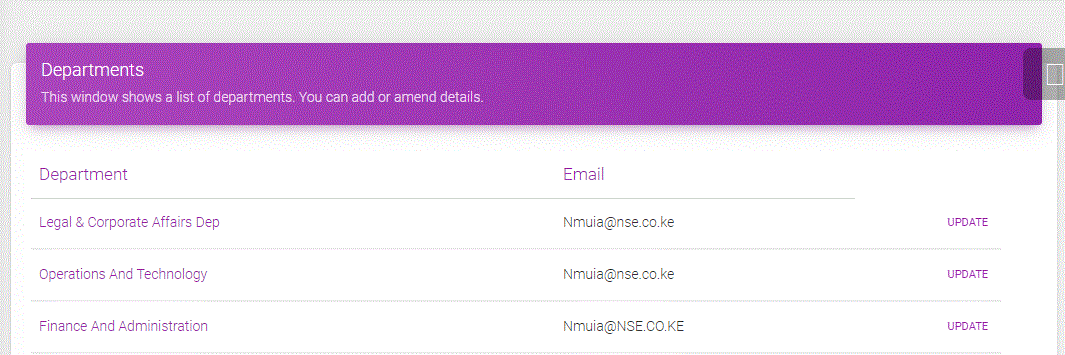 Departments
This window shows a list of departments. You can add or amend details.
Department Email
Legal & Corporate Affairs Dep Nmuia@nse.co.ke UPDATE
Operations And Technology Nmuia@nse.co.ke UPDATE
Finance And Administration Nmuia@NSE.CO.KE UPDATE